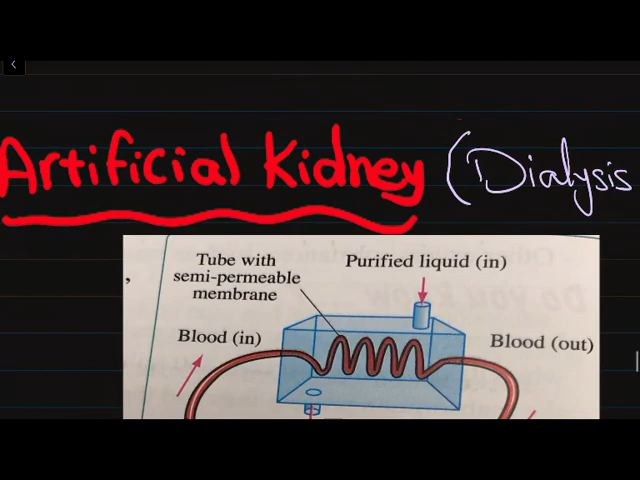 Artificial Kidney (Dialysis
Tube with
semi-permeable
membrane
Purified liquid (in)
Blood (in)
Blood (out)